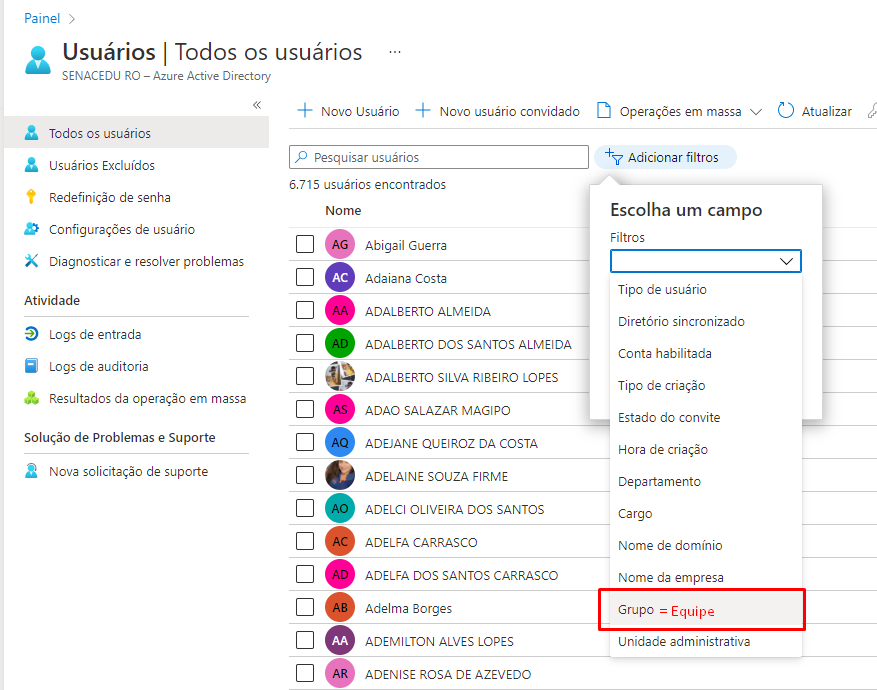 Painel
Usuários | Todos os usuários ...
SENACEDU RO – Azure Active Directory
Todos os usuários
Usuários Excluídos
Redefinição de senha
Configurações de usuário
Diagnosticar e resolver problemas
Atividade
Logs de entrada
Logs de auditoria
Resultados da operação em massa
Solução de Problemas e Suporte
Nova solicitação de suporte
Novo Usuário
Novo usuário convidado
Operações em massa
Atualizar
Pesquisar usuários
Adicionar filtros
6.715 usuários encontrados
Nome
AG Abigail Guerra
AC Adaiana Costa
AA ADALBERTO ALMEIDA
AD ADALBERTO DOS SANTOS ALMEIDA
ADALBERTO SILVA RIBEIRO LOPES
AS ADAO SALAZAR MAGIPO
AQ ADEJANE QUEIROZ DA COSTA
ADELAINE SOUZA FIRME
AO ADELCI OLIVEIRA DOS SANTOS
AC ADELFA CARRASCO
AD ADELFA DOS SANTOS CARRASCO
AB Adelma Borges
AA ADEMILTON ALVES LOPES
AR ADENISE ROSA DE AZEVEDO
Escolha um campo
Filtros
Tipo de usuário
Diretório sincronizado
Conta habilitada
Tipo de criação
Estado do convite
Hora de criação
Departamento
Cargo
Nome de domínio
Nome da empresa
Grupo = Equipe
Unidade administrativa